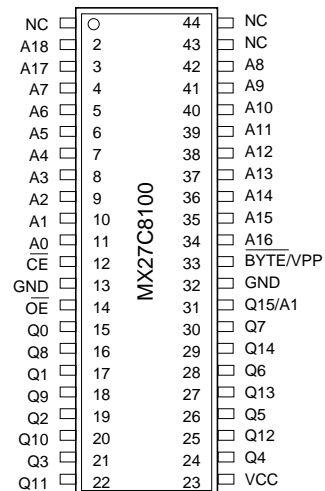 NC 44 NC
A18 2 43 NC
A17 3 42 A8
A7 4 41 A9
A6 5 40 A10
A5 6 39 A11
A4 7 38 A12
A3 8 37 A13
A2 9 36 A14
A1 10 35 A15
A0 11 34 A16
CE 12 33 BYTE/VPP
GND 13 32 GND
OE 14 31 Q15/A1
Q0 15 30 Q7
Q8 16 29 Q14
Q1 17 28 Q6
Q9 18 27 Q13
Q2 19 26 Q5
Q10 20 25 Q12
Q3 21 24 Q4
Q11 22 23 VCC
MX27C8100